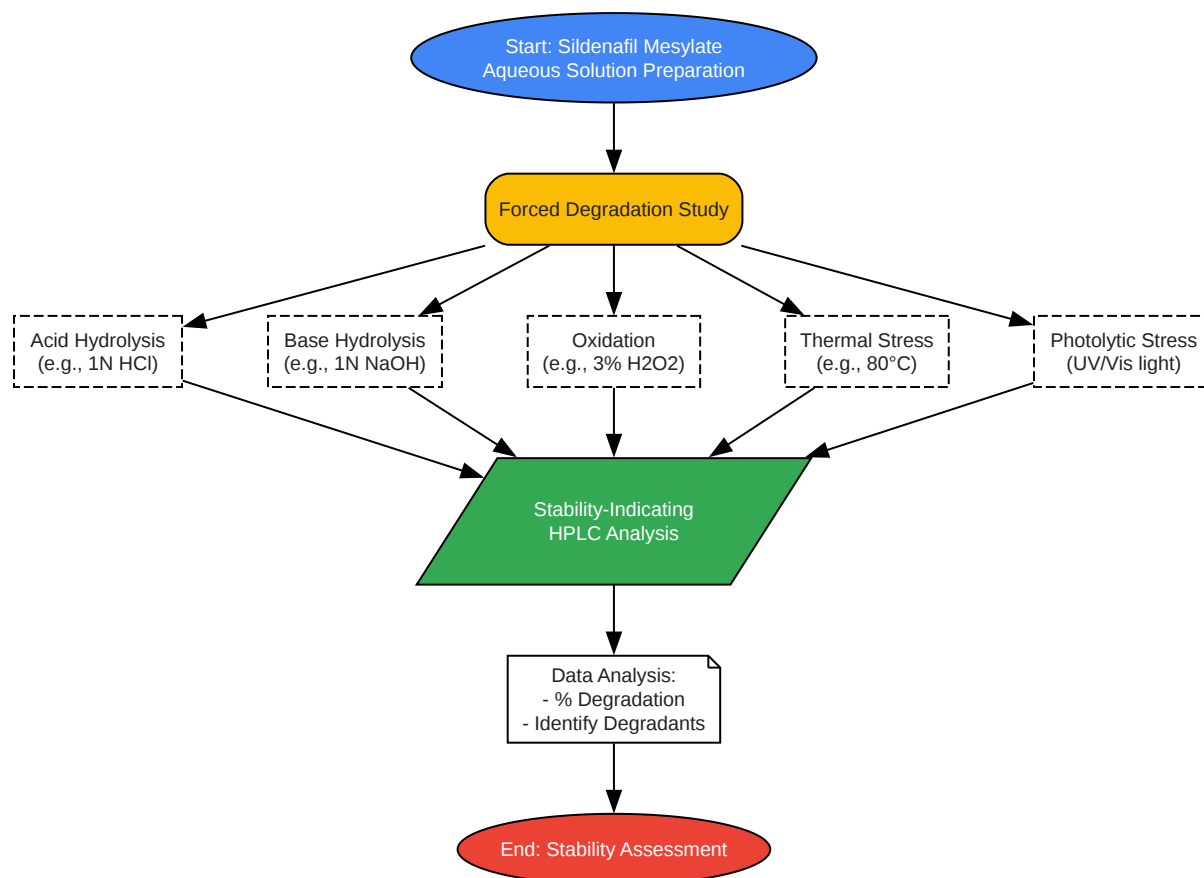 Start: Sildenafil Mesylate
Aqueous Solution Preparation
Forced Degradation Study
Acid Hydrolysis
(e.g., 1N HCl)
Base Hydrolysis
(e.g., 1N NaOH)
Oxidation
(e.g., 3% H2O2)
Thermal Stress
(e.g., 80°C)
Photolytic Stress
(UV/Vis light)
Stability-Indicating
HPLC Analysis
Data Analysis:
- % Degradation
- Identify Degradants
End: Stability Assessment